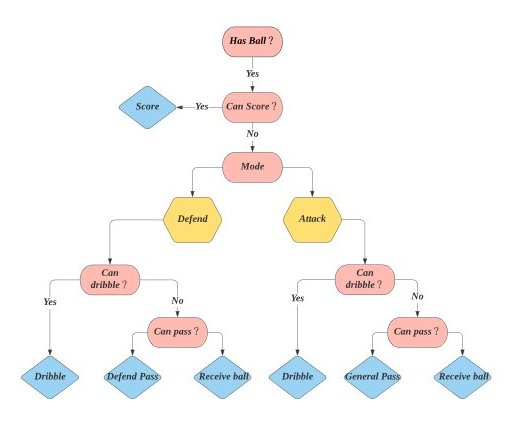 Has Ball ?
Yes
Score
Yes
Can Score ?
No
Mode
Defend
Attack
Can
dribble ?
Can
dribble ?
Yes
No
Yes
No
Can pass ?
Can pass ?
Dribble
Defend Pass
Receive ball
Dribble
General Pass
Receive ball